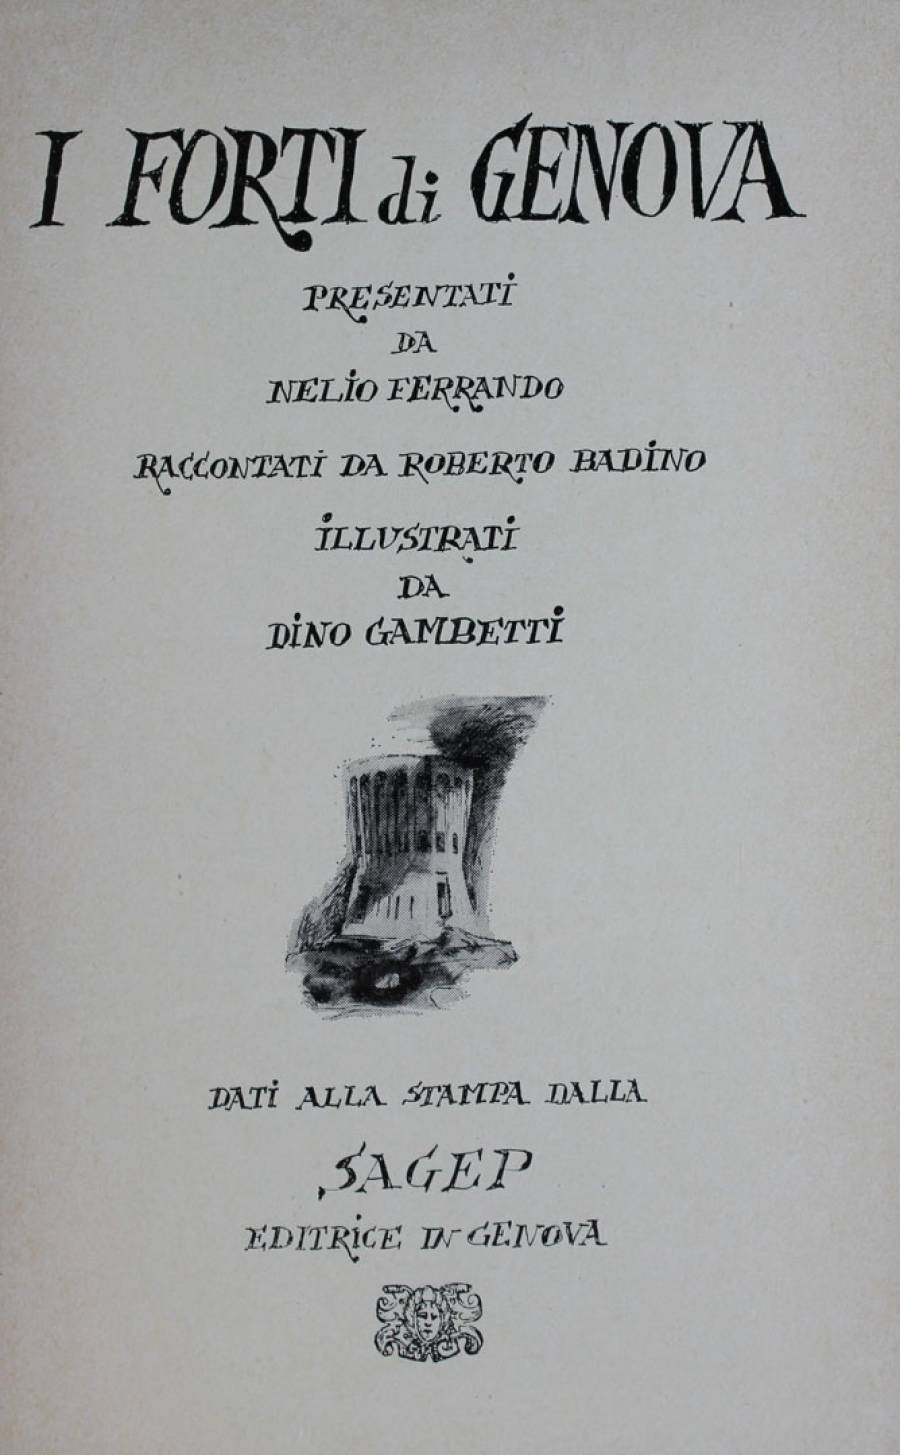 I FORTI di GENOVA
PRESENTATI
DA
NELIO FERRANDO
RACCONTATI DA ROBERTO BADINO
ILLUSTRATI
DA
DINO GAMBETTI
DATI ALLA STAMPA DALLA
SAGEP
EDITRICE IN GENOVA